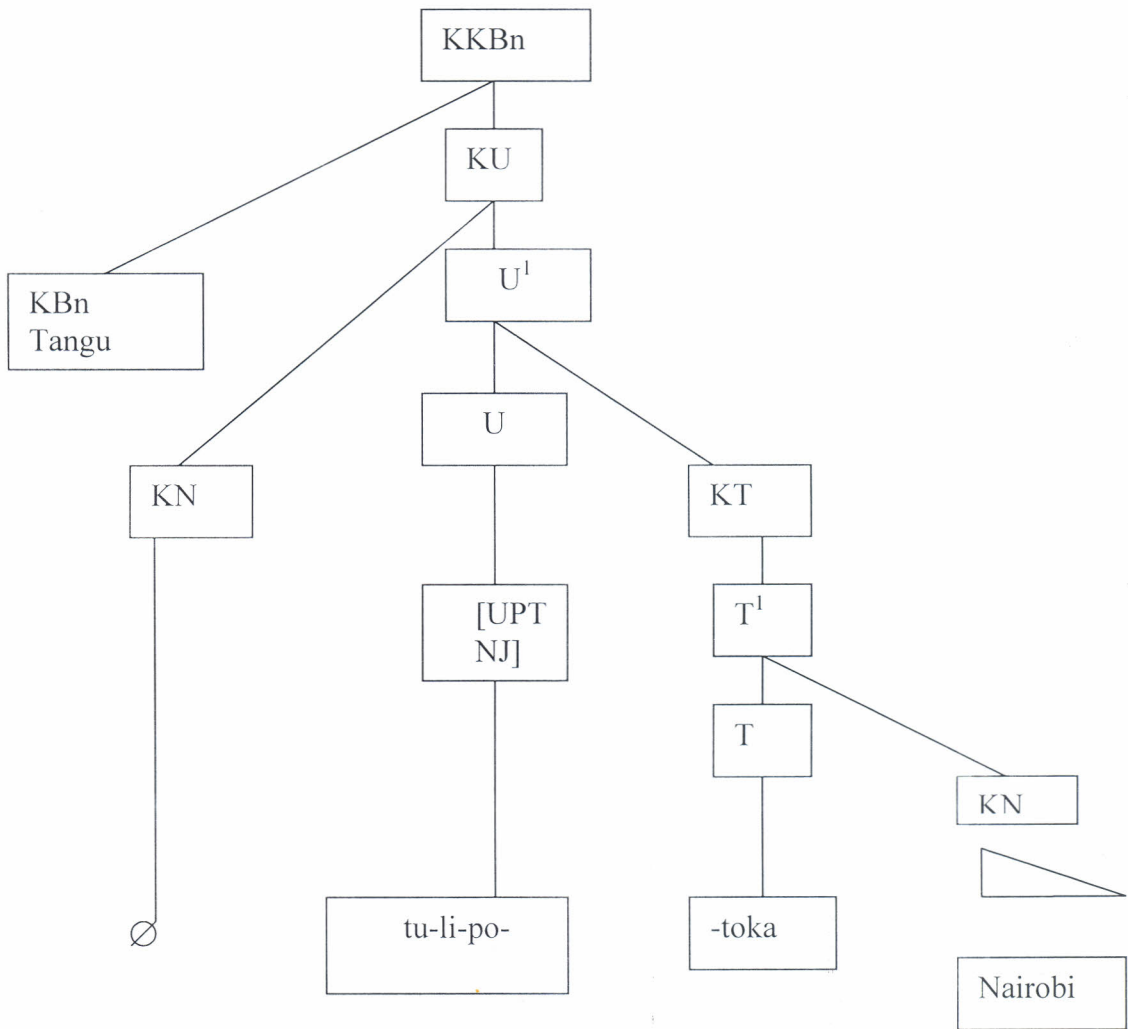 KKBn
KU
U¹
KBn
Tangu
U
KN
KT
[UPT
NJ]
T¹
T
KN
∅
tu-li-po-
-toka
Nairobi